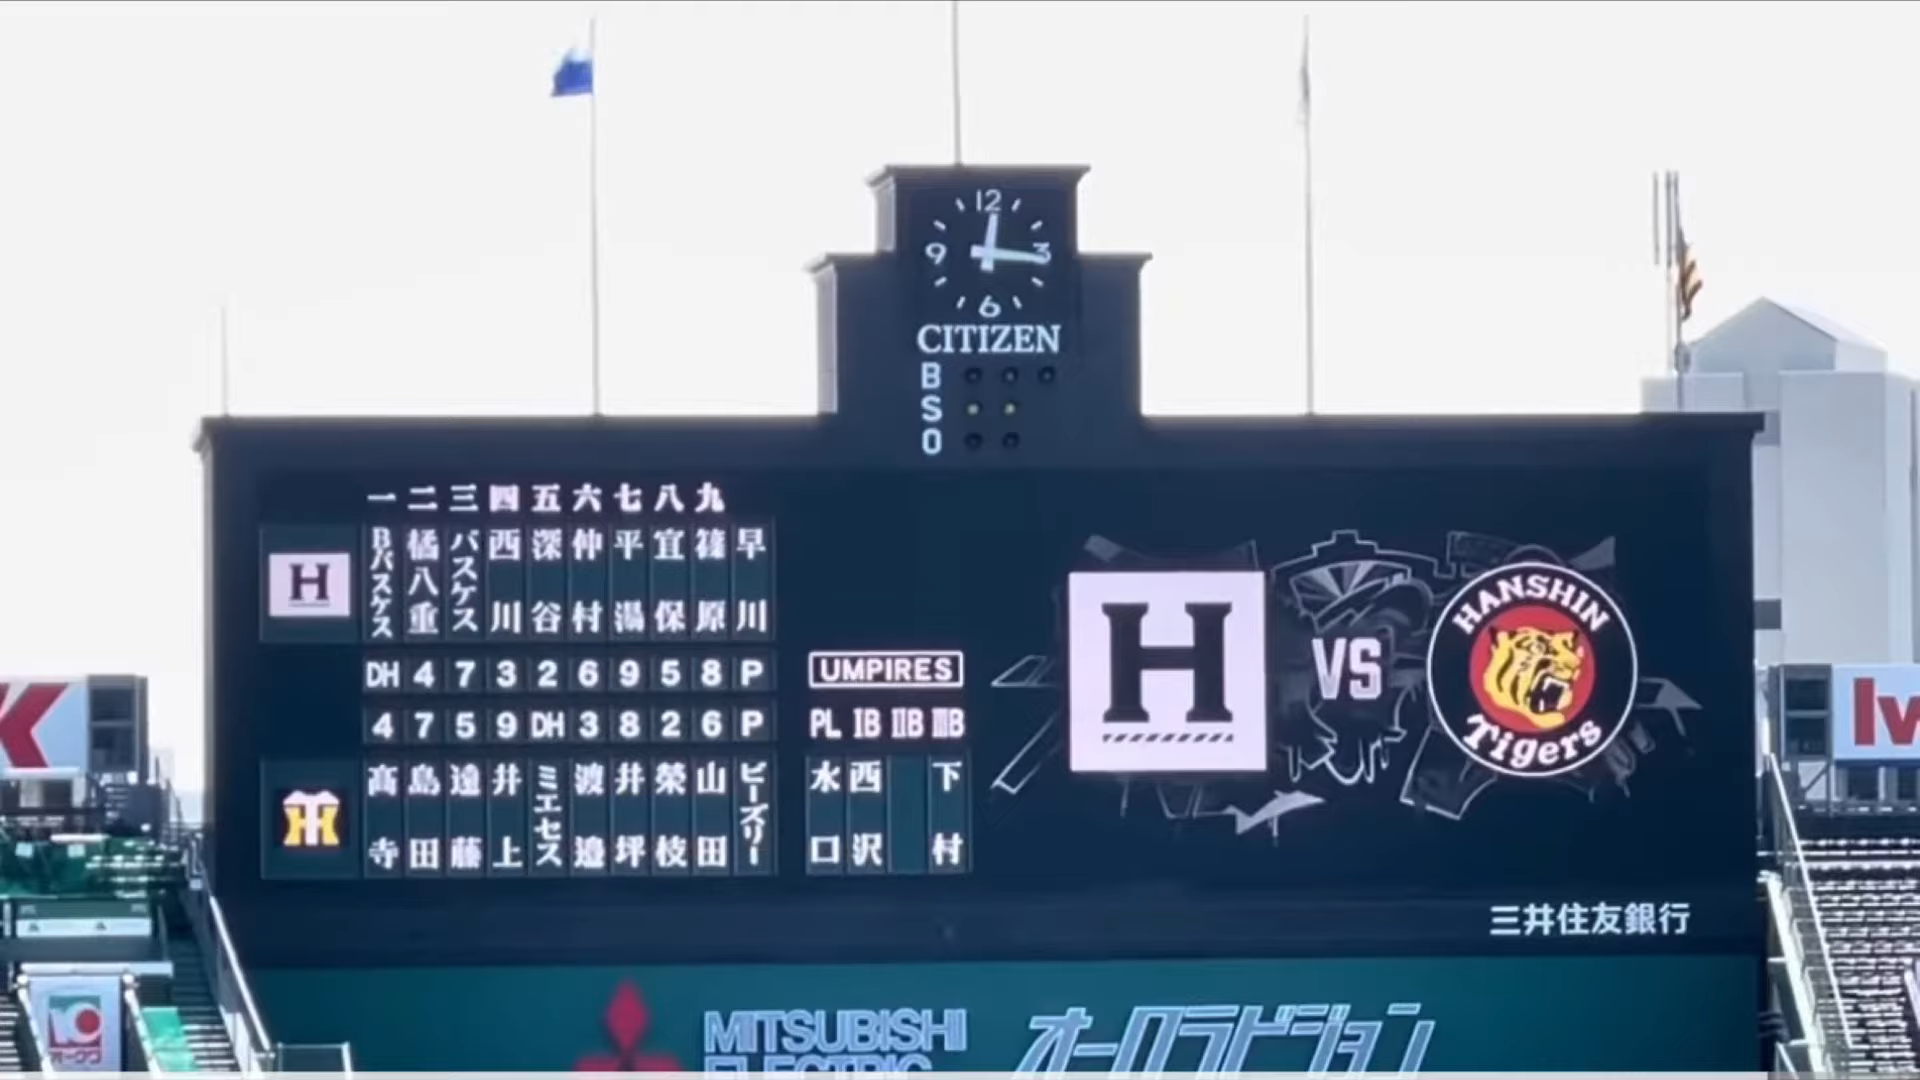 12
9 3
6
CITIZEN
B
S
O
一 二 三 四 五 六 七 八 九
H
Bバスケス 橘八重 バスケス 西川 深谷 仲村 平湯 宜保 篠原 早川
DH 4 7 3 2 6 9 5 8 P
4 7 5 9 DH 3 8 2 6 P
高寺 島田 遠藤 井上 ミエセス 渡邉 井坪 榮枝 山田 ビーズリー
UMPIRES
PL ⅠB ⅡB ⅢB
水口 西沢 下村
H
VS
HANSHIN
Tigers
三井住友銀行
MITSUBISHI
ELECTRIC
オーロラビジョン
K
オークワ